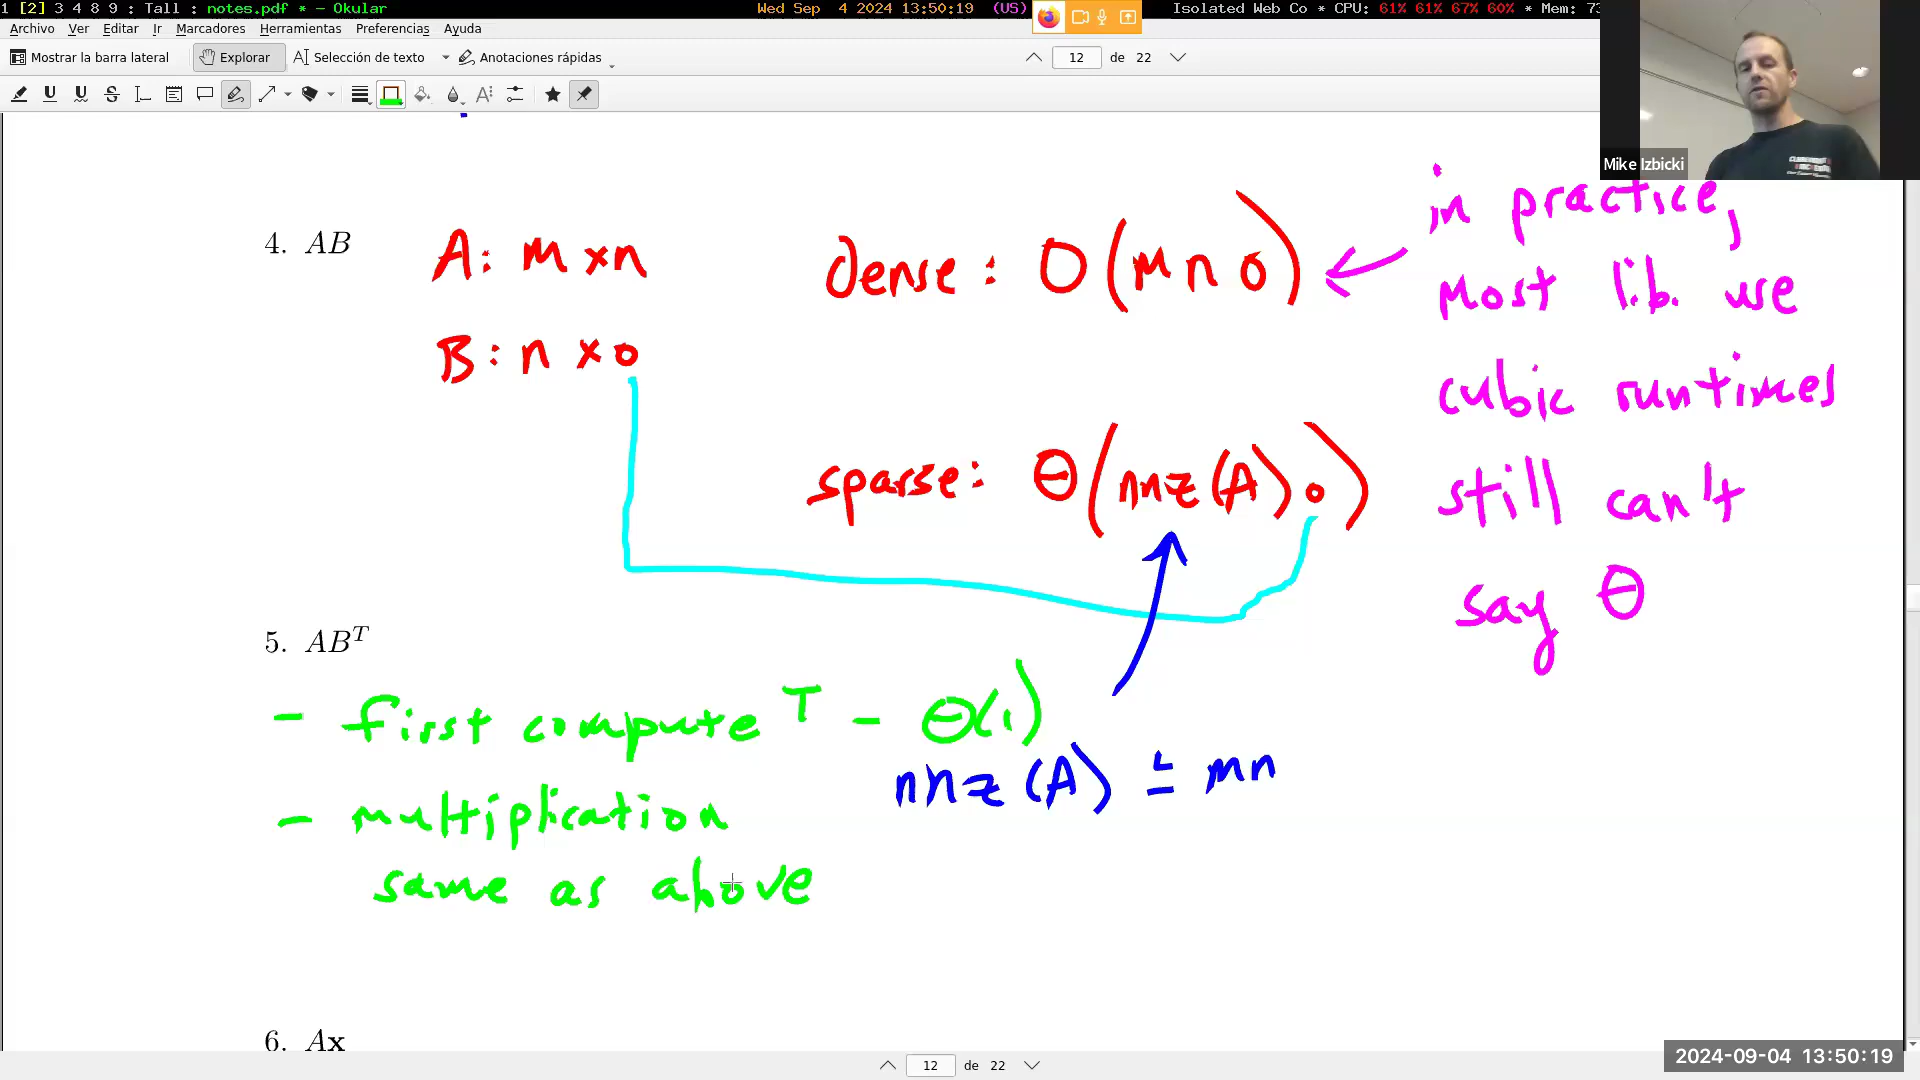 1 [2] 3 4 8 9 : Tall : notes.pdf * - Okular
Wed Sep 4 2024 13:50:19 (US)
Isolated Web Co * CPU: 61% 61% 67% 60% * Mem: 73
Archivo Ver Editar Ir Marcadores Herramientas Preferencias Ayuda
Mostrar la barra lateral Explorar Selección de texto Anotaciones rápidas
12 de 22
Mike Izbicki
4. AB
A: m x n
B: n x o
dense: O(m n o)
sparse: Θ(nnz(A) o)
in practice,
most lib. use
cubic runtimes
still can't
say Θ
5. AB^T
- first compute T - Θ(1)
nnz(A) ≤ mn
- multiplication
same as above
6. Ax
12 de 22
2024-09-04 13:50:19